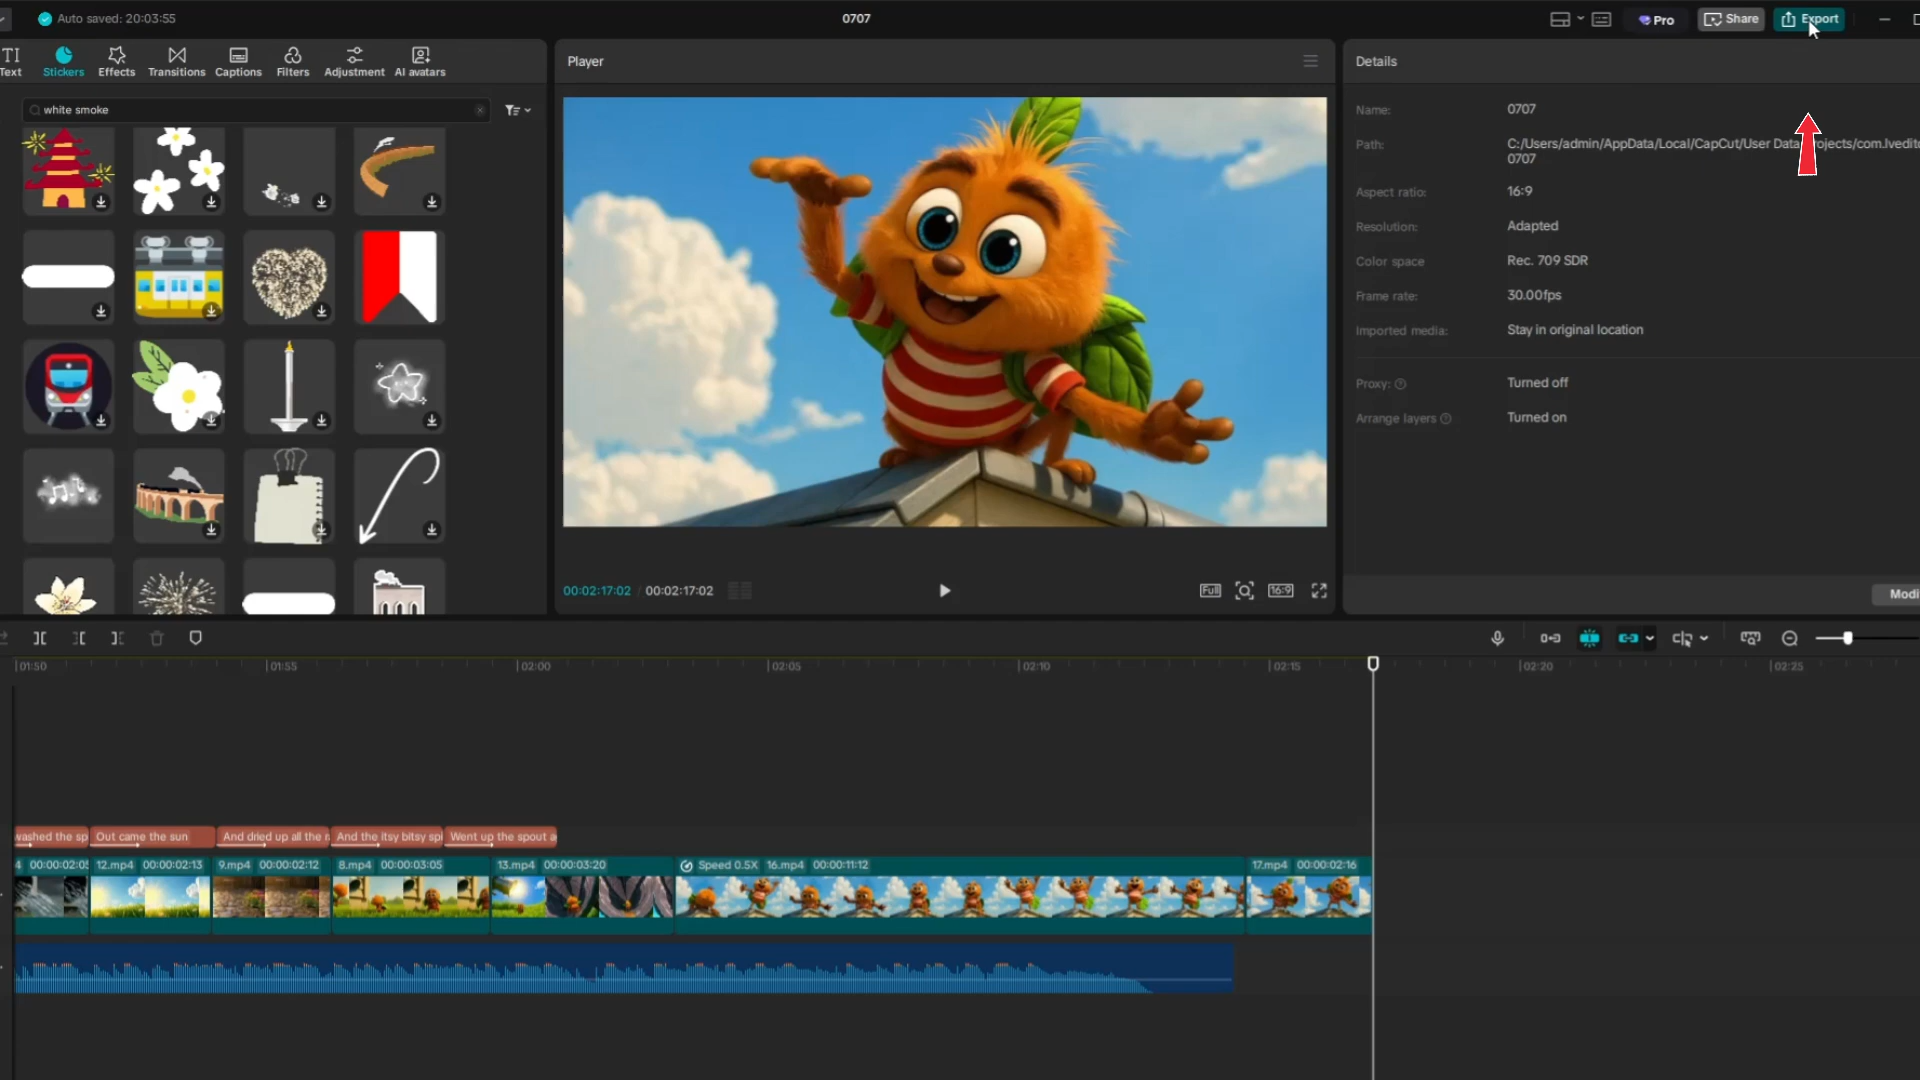 Auto saved: 20:03:55
0707
Pro
Share
Export
TI
Text
Stickers
Effects
Transitions
Captions
Filters
Adjustment
AI avatars
white smoke
Player
00:02:17:02 / 00:02:17:02
Full
16:9
Details
Name: 0707
Path: C:/Users/admin/AppData/Local/CapCut/User Data
0707
Aspect ratio: 16:9
Resolution: Adapted
Color space Rec. 709 SDR
Frame rate: 30.00fps
Imported media: Stay in original location
Proxy: Turned off
Arrange layers Turned on
Modi
01:50
01:55
02:00
02:05
02:10
02:15
02:20
02:25
washed the sp
Out came the sun
And dried up all the r
And the itsy bitsy spi
Went up the spout a
4 00:00:02:05
12.mp4 00:00:02:13
9.mp4 00:00:02:12
8.mp4 00:00:03:05
13.mp4 00:00:03:20
Speed 0.5X 16.mp4 00:00:11:12
17.mp4 00:00:02:16